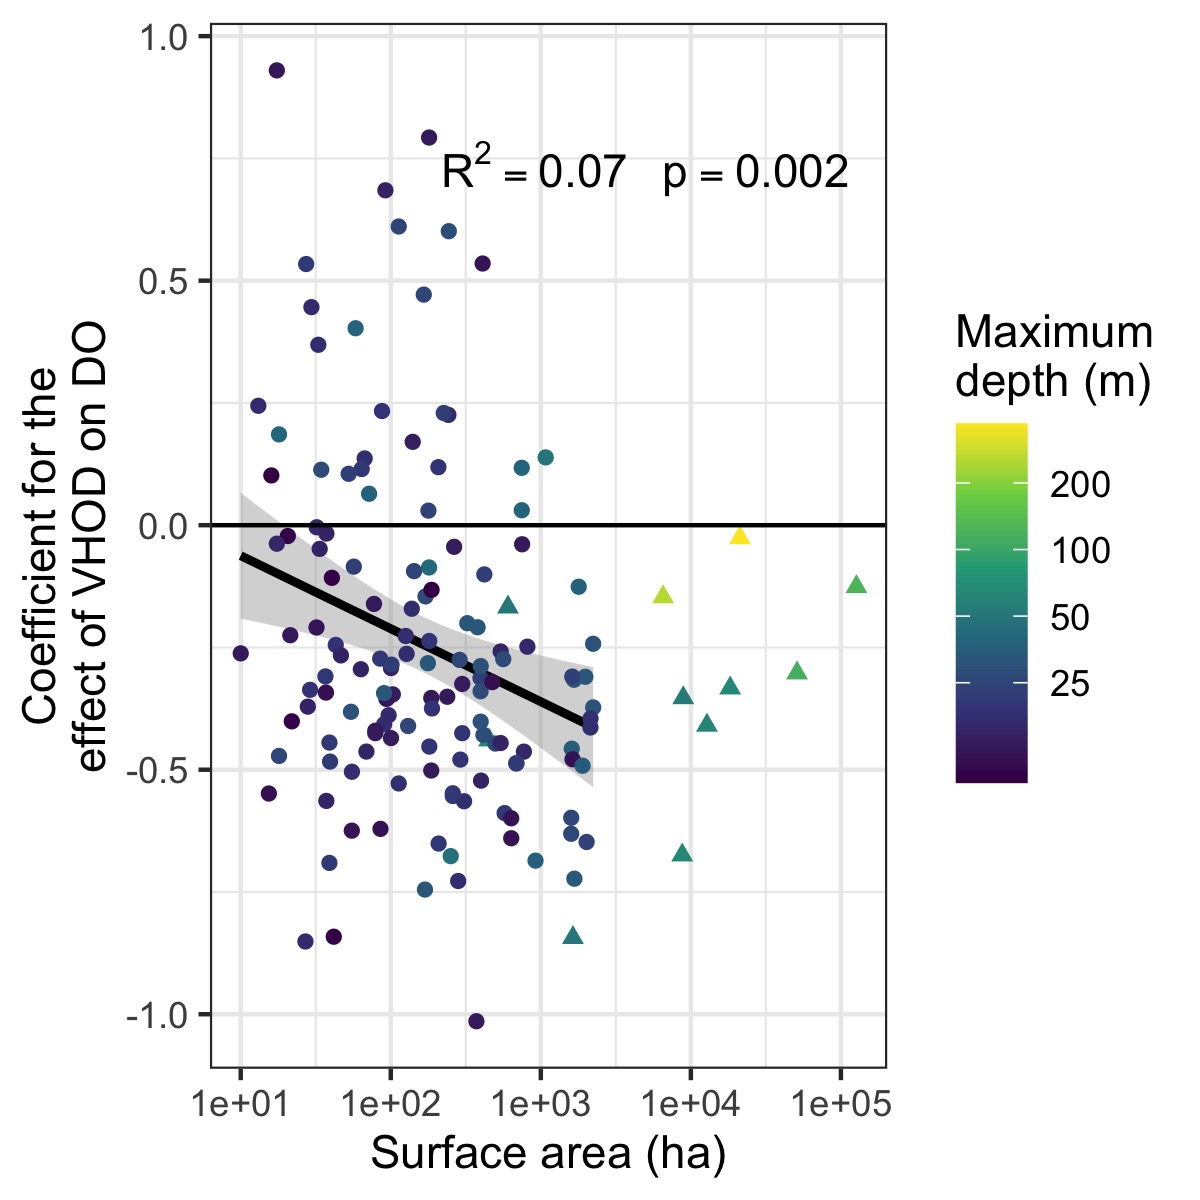 1.0
0.5
0.0
-0.5
-1.0
Coefficient for the
effect of VHOD on DO
R² = 0.07 p = 0.002
1e+01 1e+02 1e+03 1e+04 1e+05
Surface area (ha)
Maximum
depth (m)
200
100
50
25